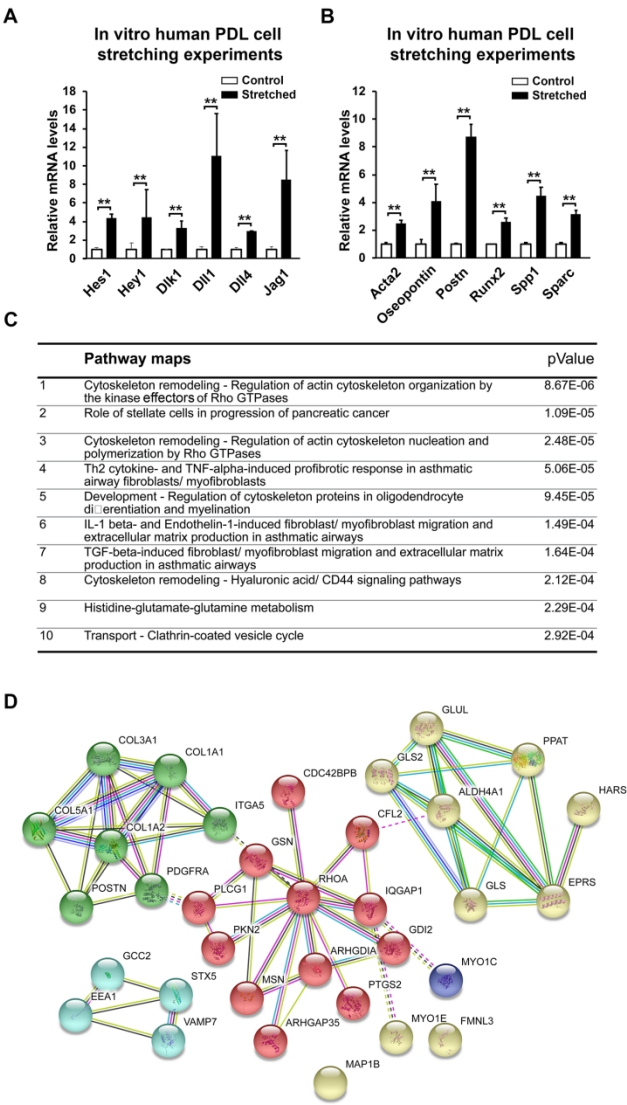 A
In vitro human PDL cell
stretching experiments
Control
Stretched
Relative mRNA levels
18
16
14
12
10
8
6
4
2
0
**
**
**
**
**
**
Hes1
Hey1
Dlk1
Dll1
Dll4
Jag1
B
In vitro human PDL cell
stretching experiments
Control
Stretched
Relative mRNA levels
12
10
8
6
4
2
0
**
**
**
**
**
**
Acta2
Oseopontin
Postn
Runx2
Spp1
Sparc
C
Pathway maps pValue
1 Cytoskeleton remodeling - Regulation of actin cytoskeleton organization by 8.67E-06
the kinase effectors of Rho GTPases
2 Role of stellate cells in progression of pancreatic cancer 1.09E-05
3 Cytoskeleton remodeling - Regulation of actin cytoskeleton nucleation and 2.48E-05
polymerization by Rho GTPases
4 Th2 cytokine- and TNF-alpha-induced profibrotic response in asthmatic 5.06E-05
airway fibroblasts/ myofibroblasts
5 Development - Regulation of cytoskeleton proteins in oligodendrocyte 9.45E-05
di□erentiation and myelination
6 IL-1 beta- and Endothelin-1-induced fibroblast/ myofibroblast migration and 1.49E-04
extracellular matrix production in asthmatic airways
7 TGF-beta-induced fibroblast/ myofibroblast migration and extracellular matrix 1.64E-04
production in asthmatic airways
8 Cytoskeleton remodeling - Hyaluronic acid/ CD44 signaling pathways 2.12E-04
9 Histidine-glutamate-glutamine metabolism 2.29E-04
10 Transport - Clathrin-coated vesicle cycle 2.92E-04
D
COL3A1
COL1A1
COL5A1
COL1A2
ITGA5
POSTN
PDGFRA
GCC2
STX5
EEA1
VAMP7
CDC42BPB
GSN
CFL2
RHOA
PLCG1
IQGAP1
PKN2
GDI2
ARHGDIA
MSN
PTGS2
ARHGAP35
MYO1C
MYO1E
FMNL3
MAP1B
GLUL
GLS2
PPAT
ALDH4A1
HARS
GLS
EPRS